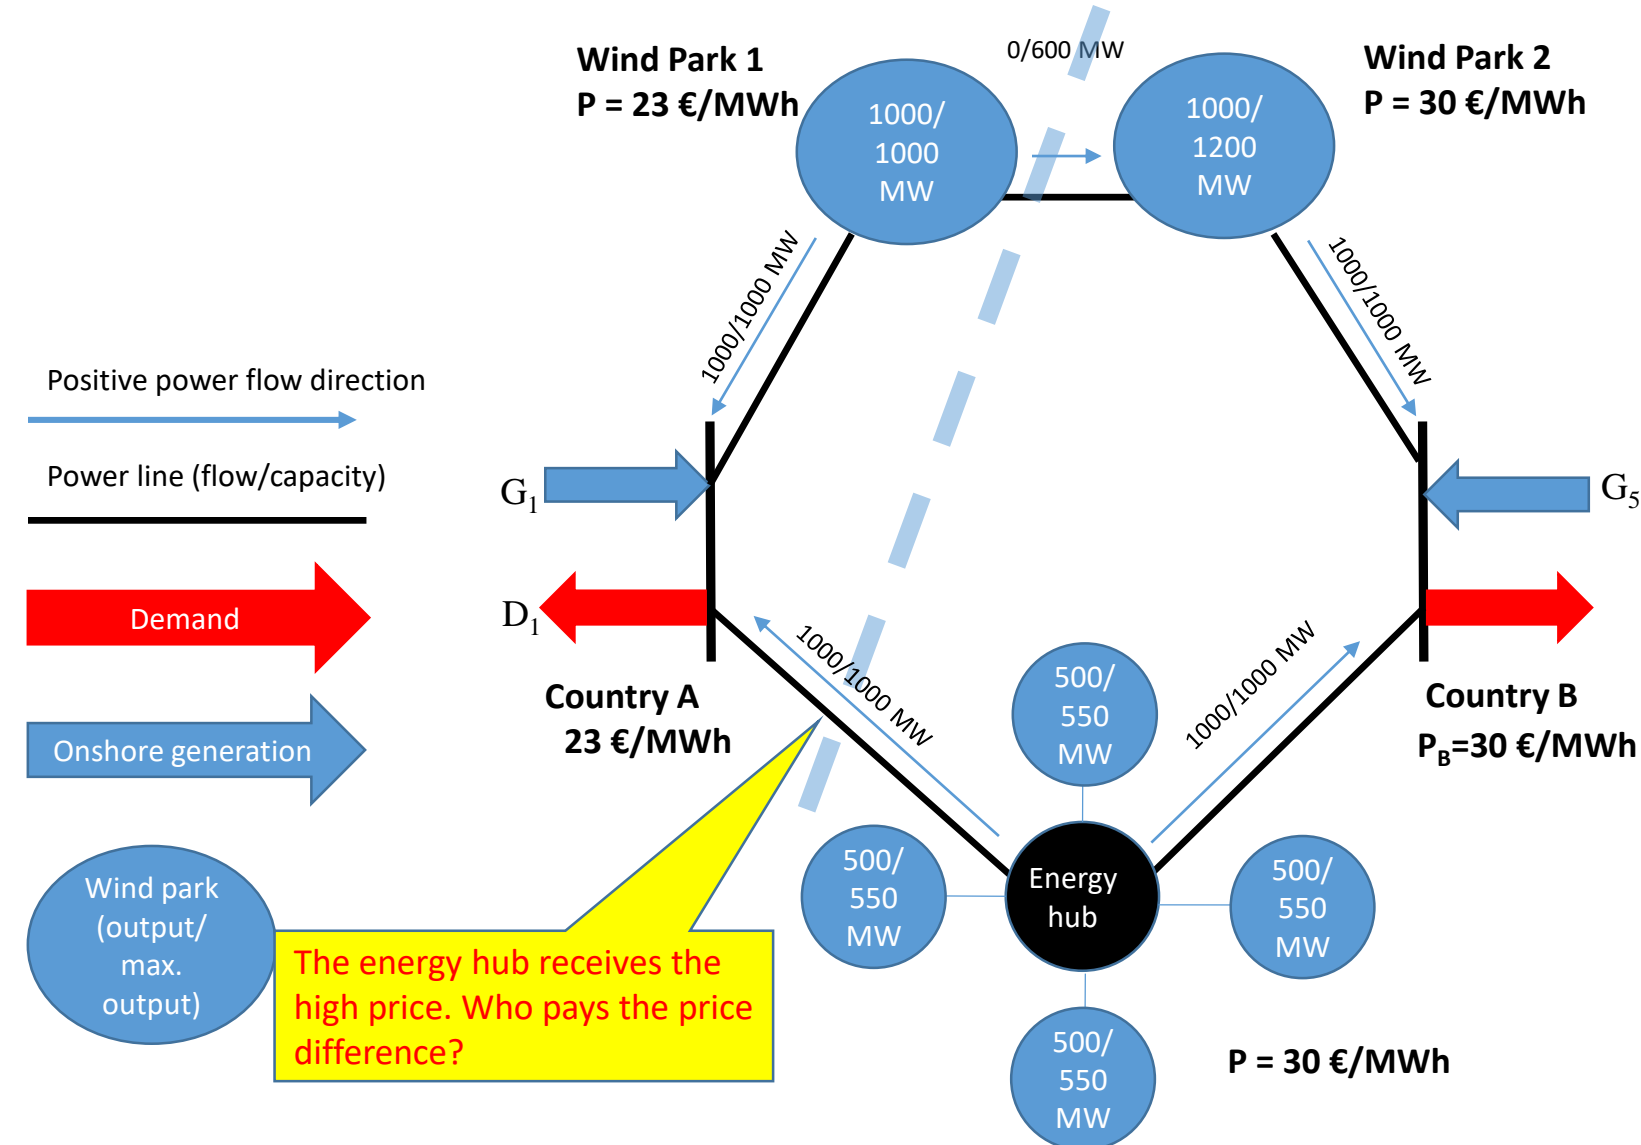 0/600 MW
Wind Park 1
P = 23 €/MWh
1000/
1000
MW
1000/
1200
MW
Wind Park 2
P = 30 €/MWh
1000/1000 MW
1000/1000 MW
Positive power flow direction
Power line (flow/capacity)
G1
G5
Demand
D1
Onshore generation
1000/1000 MW
1000/1000 MW
Country A
23 €/MWh
500/
550
MW
Country B
PB=30 €/MWh
Wind park
(output/
max.
output)
500/
550
MW
Energy
hub
500/
550
MW
The energy hub receives the
high price. Who pays the price
difference?
500/
550
MW
P = 30 €/MWh